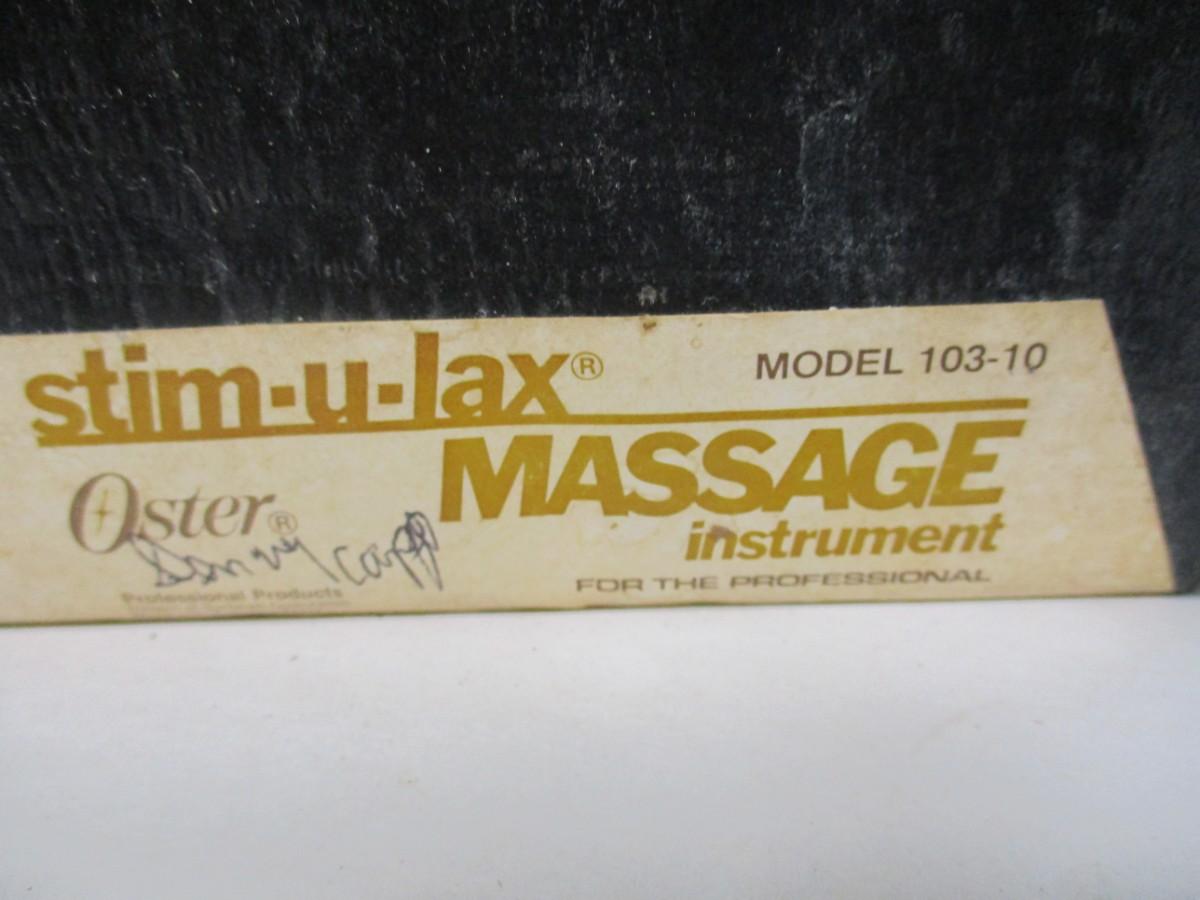 stim-u-lax®
MODEL 103-10
MASSAGE
Oster®
instrument
FOR THE PROFESSIONAL
Professional Products